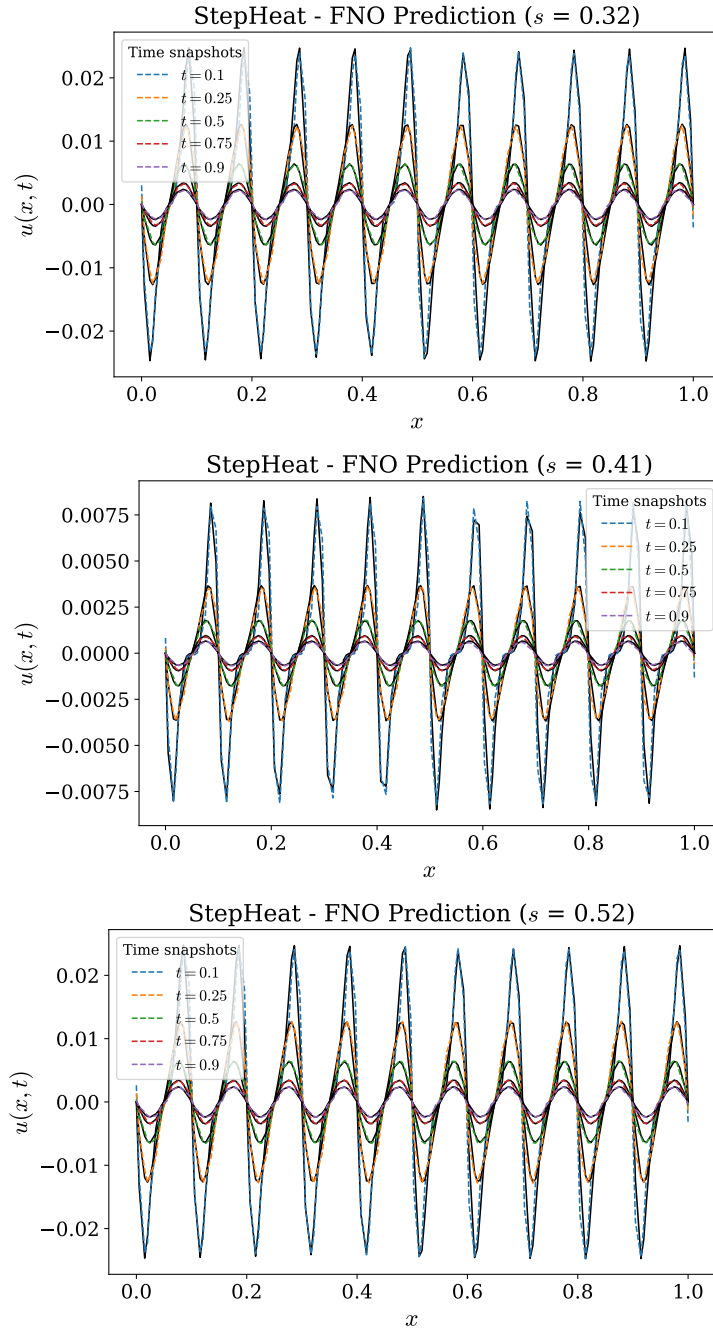 StepHeat - FNO Prediction (s = 0.32)
Time snapshots
t = 0.1
t = 0.25
t = 0.5
t = 0.75
t = 0.9
0.02
0.01
0.00
−0.01
−0.02
u(x, t)
0.0 0.2 0.4 0.6 0.8 1.0
x
StepHeat - FNO Prediction (s = 0.41)
Time snapshots
t = 0.1
t = 0.25
t = 0.5
t = 0.75
t = 0.9
0.0075
0.0050
0.0025
0.0000
−0.0025
−0.0050
−0.0075
u(x, t)
0.0 0.2 0.4 0.6 0.8 1.0
x
StepHeat - FNO Prediction (s = 0.52)
Time snapshots
t = 0.1
t = 0.25
t = 0.5
t = 0.75
t = 0.9
0.02
0.01
0.00
−0.01
−0.02
u(x, t)
0.0 0.2 0.4 0.6 0.8 1.0
x